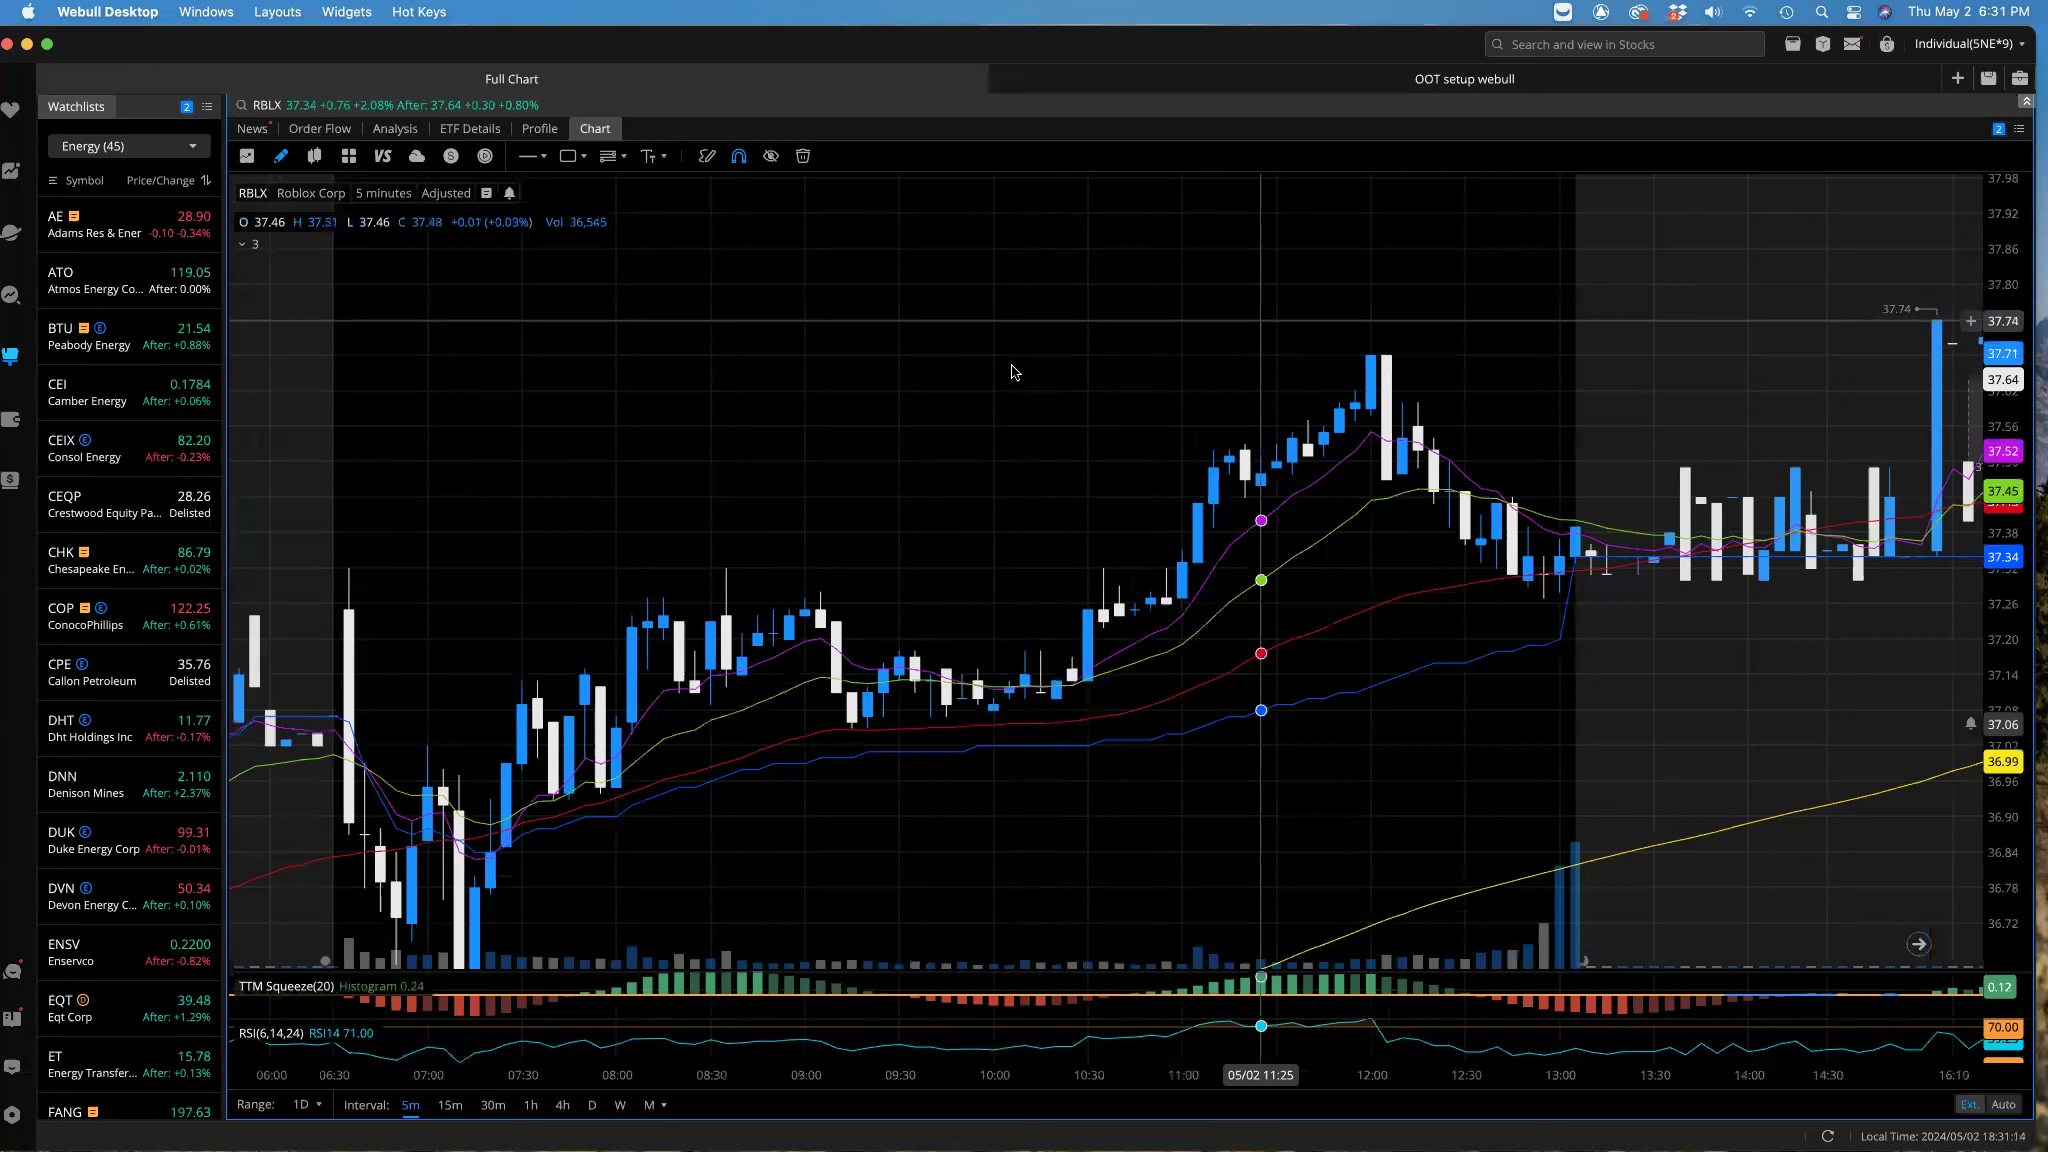 Webull Desktop Windows Layouts Widgets Hot Keys
2
Thu May 2 6:31 PM
Search and view in Stocks
Individual(5NE*9)
Full Chart
OOT setup webull
Watchlists 2
RBLX 37.34 +0.76 +2.08% After: 37.64 +0.30 +0.80%
News Order Flow Analysis ETF Details Profile Chart
2
Energy (45)
VS
Symbol Price/Change
RBLX Roblox Corp 5 minutes Adjusted
O 37.46 H 37.51 L 37.46 C 37.48 +0.01 (+0.03%) Vol 36,545
3
AE 28.90
Adams Res & Ener -0.10 -0.34%
ATO 119.05
Atmos Energy Co... After: 0.00%
BTU E 21.54
Peabody Energy After: +0.88%
CEI 0.1784
Camber Energy After: +0.06%
CEIX E 82.20
Consol Energy After: -0.23%
CEQP 28.26
Crestwood Equity Pa... Delisted
CHK 86.79
Chesapeake En... After: +0.02%
COP E 122.25
ConocoPhillips After: +0.61%
CPE E 35.76
Callon Petroleum Delisted
DHT E 11.77
Dht Holdings Inc After: -0.17%
DNN 2.110
Denison Mines After: +2.37%
DUK E 99.31
Duke Energy Corp After: -0.01%
DVN E 50.34
Devon Energy C... After: +0.10%
ENSV 0.2200
Enservco After: -0.82%
EQT D 39.48
Eqt Corp After: +1.29%
ET 15.78
Energy Transfer... After: +0.13%
FANG 197.63
37.98
37.92
37.86
37.80
37.74
37.74
37.71
37.64
37.62
37.56
37.52
37.45
37.38
37.34
37.26
37.20
37.14
37.06
37.02
36.99
36.96
36.90
36.84
36.78
36.72
TTM Squeeze(20) Histogram 0.24
0.12
RSI(6,14,24) RSI14 71.00
70.00
06:00 06:30 07:00 07:30 08:00 08:30 09:00 09:30 10:00 10:30 11:00 05/02 11:25 12:00 12:30 13:00 13:30 14:00 14:30 16:10
Range: 1D Interval: 5m 15m 30m 1h 4h D W M
Ext. Auto
Local Time: 2024/05/02 18:31:14